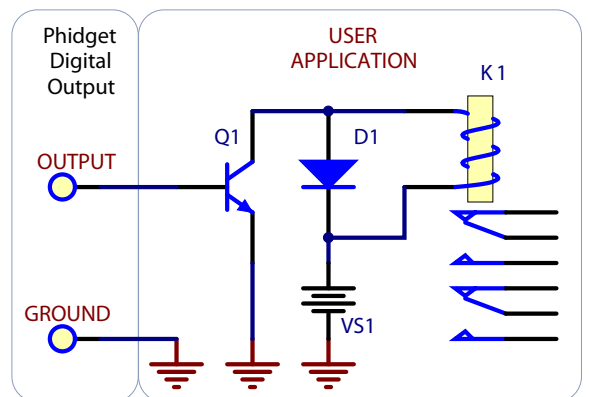 Phidget
Digital
Output
USER
APPLICATION
K1
Q1
D1
OUTPUT
GROUND
VS1